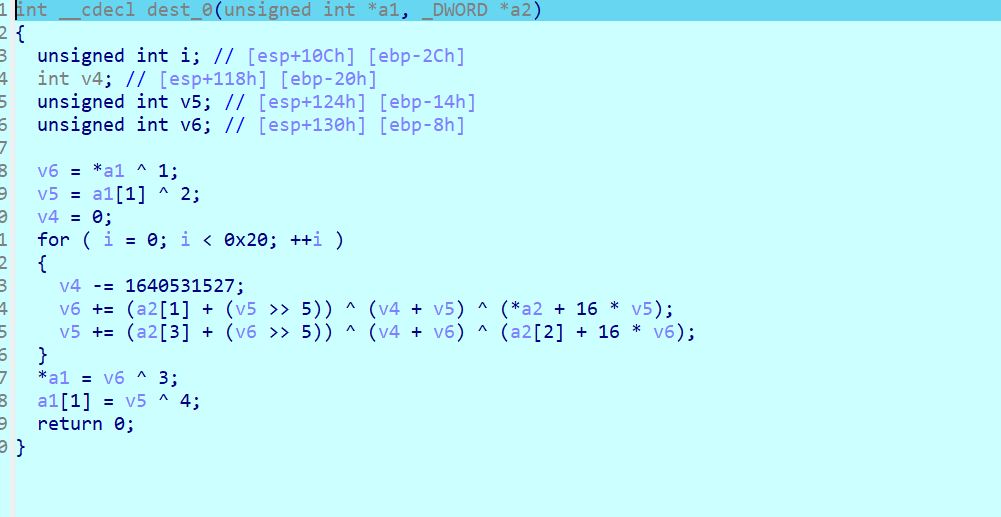 1 int __cdecl dest_0(unsigned int *a1, _DWORD *a2)
2 {
3 unsigned int i; // [esp+10Ch] [ebp-2Ch]
4 int v4; // [esp+118h] [ebp-20h]
5 unsigned int v5; // [esp+124h] [ebp-14h]
6 unsigned int v6; // [esp+130h] [ebp-8h]
7
8 v6 = *a1 ^ 1;
9 v5 = a1[1] ^ 2;
0 v4 = 0;
1 for ( i = 0; i < 0x20; ++i )
2 {
3 v4 -= 1640531527;
4 v6 += (a2[1] + (v5 >> 5)) ^ (v4 + v5) ^ (*a2 + 16 * v5);
5 v5 += (a2[3] + (v6 >> 5)) ^ (v4 + v6) ^ (a2[2] + 16 * v6);
6 }
7 *a1 = v6 ^ 3;
8 a1[1] = v5 ^ 4;
9 return 0;
0 }